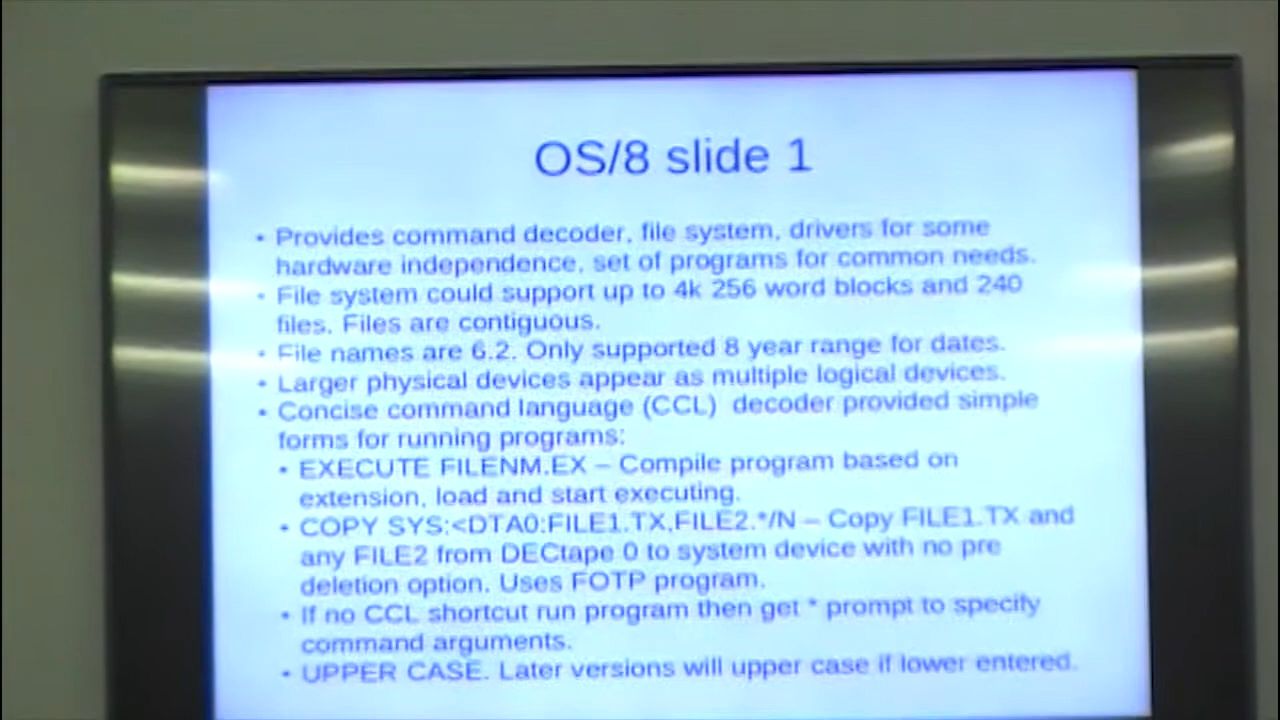 OS/8 slide 1
• Provides command decoder, file system, drivers for some
hardware independence, set of programs for common needs.
• File system could support up to 4k 256 word blocks and 240
files. Files are contiguous.
• File names are 6.2. Only supported 8 year range for dates.
• Larger physical devices appear as multiple logical devices.
• Concise command language (CCL) decoder provided simple
forms for running programs:
• EXECUTE FILENM.EX – Compile program based on
extension, load and start executing.
• COPY SYS:<DTA0:FILE1.TX,FILE2.*/N – Copy FILE1.TX and
any FILE2 from DECtape 0 to system device with no pre
deletion option. Uses FOTP program.
• If no CCL shortcut run program then get * prompt to specify
command arguments.
• UPPER CASE. Later versions will upper case if lower entered.